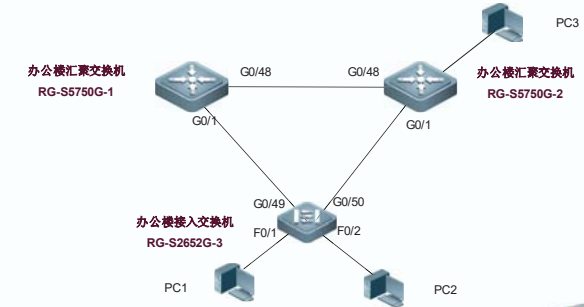 PC3
办公楼汇聚交换机
RG-S5750G-1
G0/48
G0/48
办公楼汇聚交换机
RG-S5750G-2
G0/1
G0/1
G0/49
G0/50
办公楼接入交换机
RG-S2652G-3
F0/1
F0/2
PC1
PC2